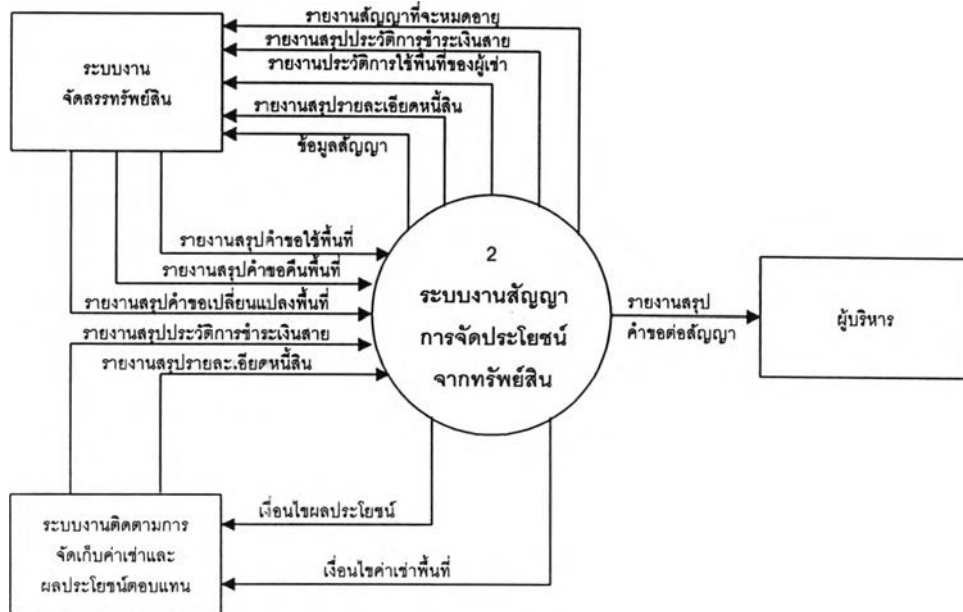 รายงานสัญญาที่จะหมดอายุ
รายงานสรุปประวัติการชำระเงินสาย
รายงานประวัติการใช้พื้นที่ของผู้เช่า
รายงานสรุปรายละเอียดหนี้สิน
ข้อมูลสัญญา
ระบบงาน
จัดสรรทรัพย์สิน
รายงานสรุปคำขอใช้พื้นที่
รายงานสรุปคำขอคืนพื้นที่
รายงานสรุปคำขอเปลี่ยนแปลงพื้นที่
รายงานสรุปประวัติการชำระเงินสาย
รายงานสรุปรายละเอียดหนี้สิน
2
ระบบงานสัญญา
การจัดประโยชน์
จากทรัพย์สิน
รายงานสรุป
คำขอต่อสัญญา
ผู้บริหาร
เงื่อนไขผลประโยชน์
เงื่อนไขค่าเช่าพื้นที่
ระบบงานติดตามการ
จัดเก็บค่าเช่าและ
ผลประโยชน์ตอบแทน